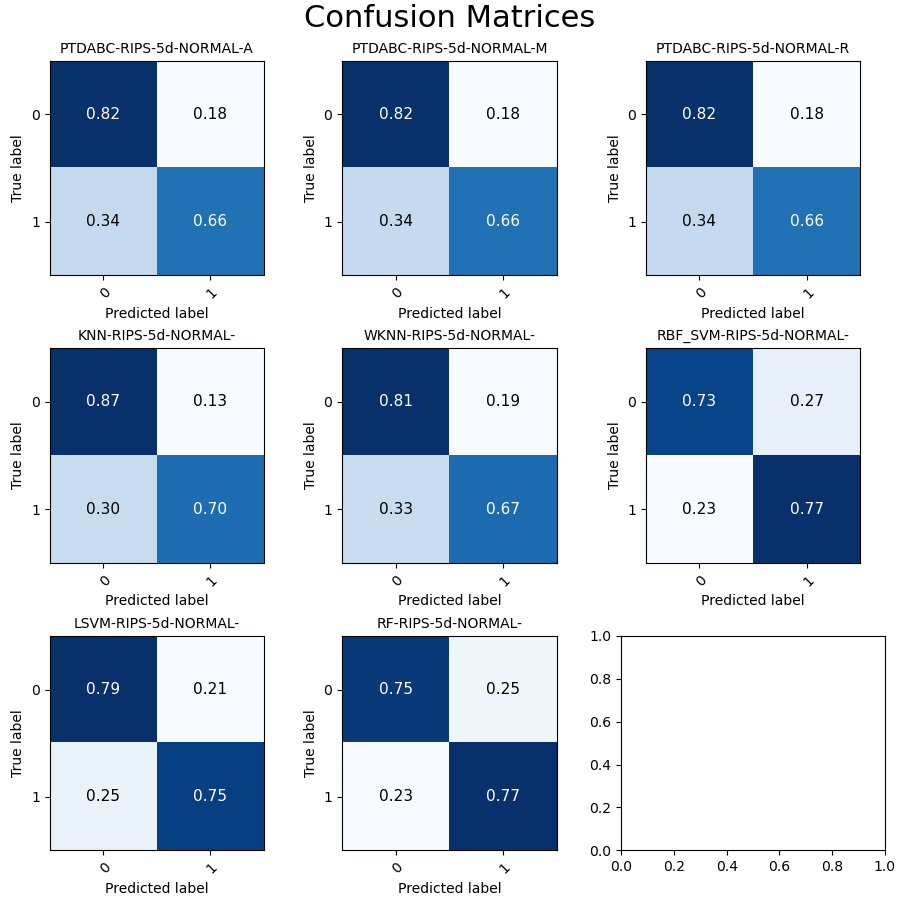 Confusion Matrices
PTDABC-RIPS-5d-NORMAL-A
0.82 0.18
0.34 0.66
0
1
True label
0 1
Predicted label
PTDABC-RIPS-5d-NORMAL-M
0.82 0.18
0.34 0.66
0
1
True label
0 1
Predicted label
PTDABC-RIPS-5d-NORMAL-R
0.82 0.18
0.34 0.66
0
1
True label
0 1
Predicted label
KNN-RIPS-5d-NORMAL-
0.87 0.13
0.30 0.70
0
1
True label
0 1
Predicted label
WKNN-RIPS-5d-NORMAL-
0.81 0.19
0.33 0.67
0
1
True label
0 1
Predicted label
RBF_SVM-RIPS-5d-NORMAL-
0.73 0.27
0.23 0.77
0
1
True label
0 1
Predicted label
LSVM-RIPS-5d-NORMAL-
0.79 0.21
0.25 0.75
0
1
True label
0 1
Predicted label
RF-RIPS-5d-NORMAL-
0.75 0.25
0.23 0.77
0
1
True label
0 1
Predicted label
1.0
0.8
0.6
0.4
0.2
0.0
0.0 0.2 0.4 0.6 0.8 1.0